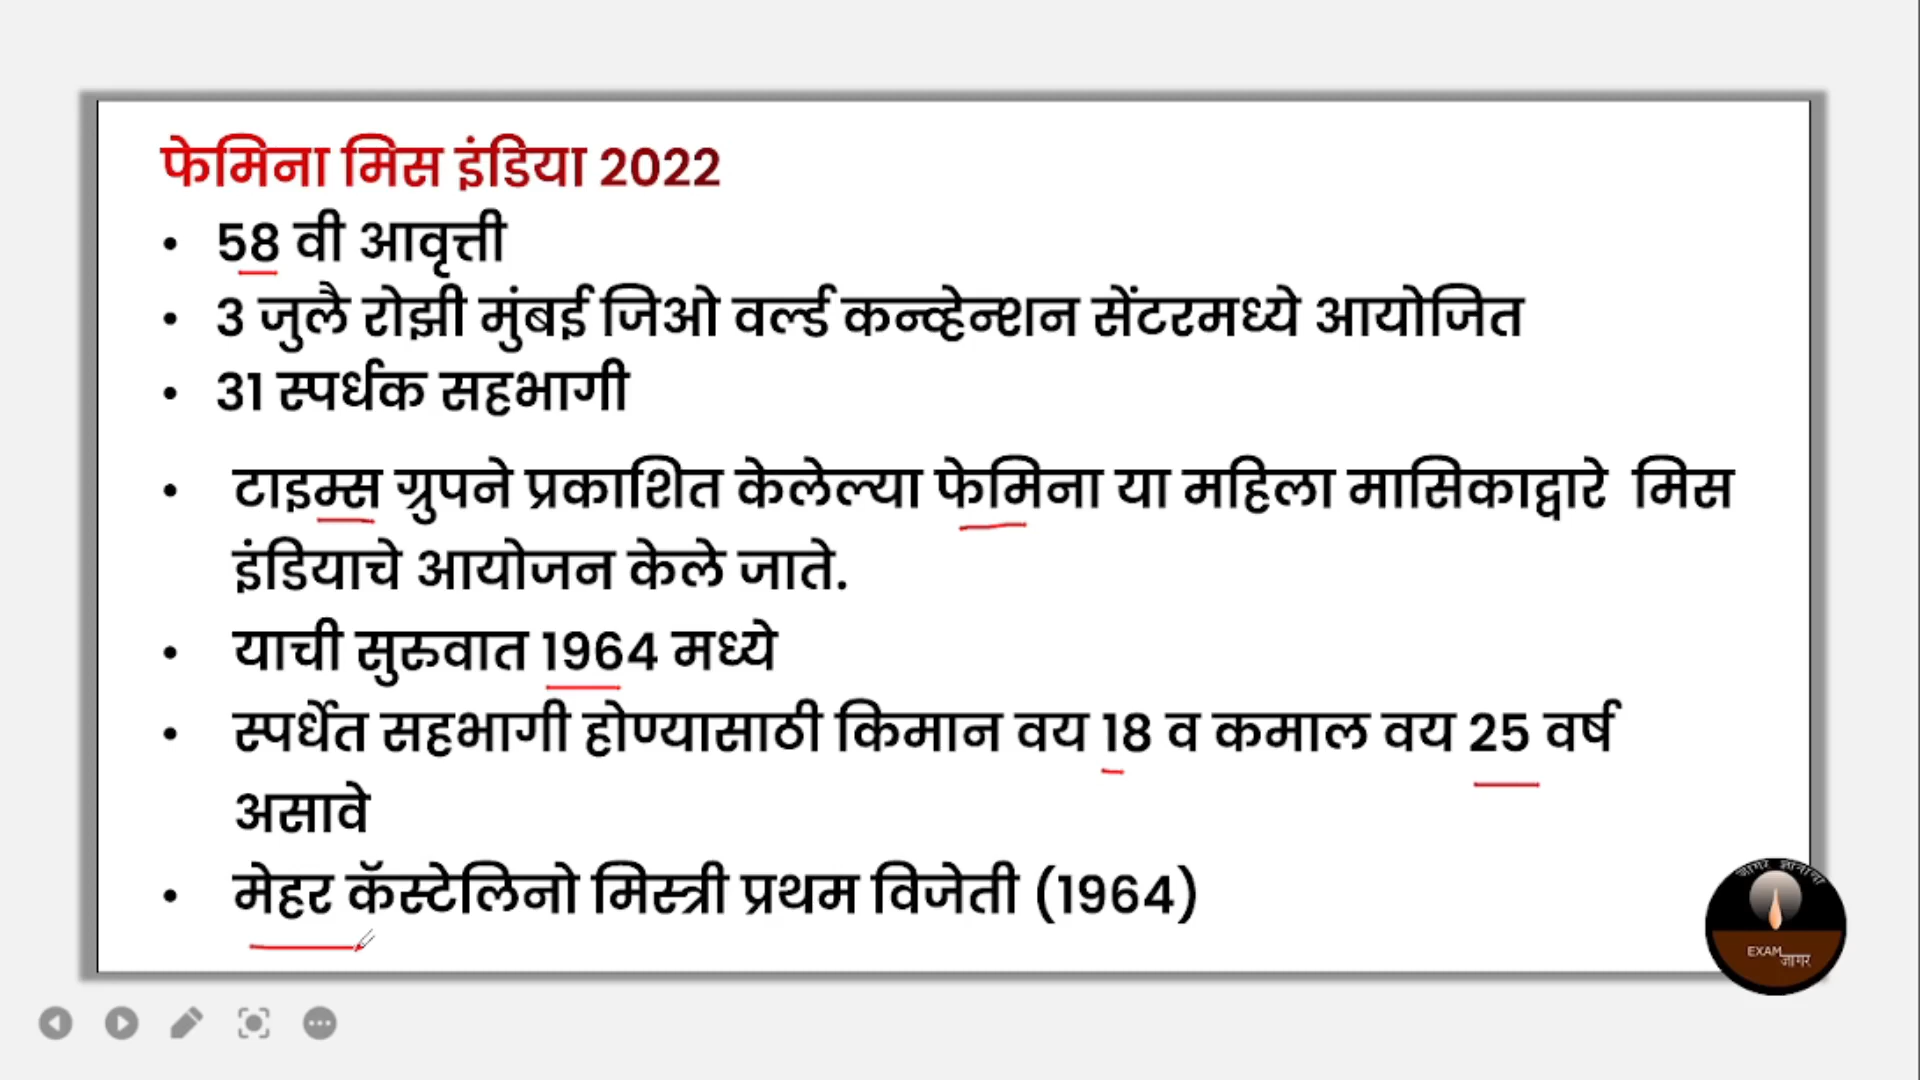 फेमिना मिस इंडिया 2022
• 58 वी आवृत्ती
• 3 जुलै रोझी मुंबई जिओ वर्ल्ड कन्व्हेन्शन सेंटरमध्ये आयोजित
• 31 स्पर्धक सहभागी
• टाइम्स ग्रुपने प्रकाशित केलेल्या फेमिना या महिला मासिकाद्वारे मिस
इंडियाचे आयोजन केले जाते.
• याची सुरुवात 1964 मध्ये
• स्पर्धेत सहभागी होण्यासाठी किमान वय 18 व कमाल वय 25 वर्ष
असावे
• मेहर कॅस्टेलिनो मिस्त्री प्रथम विजेती (1964)
जागर ज्ञानाचा
EXAM
जागर